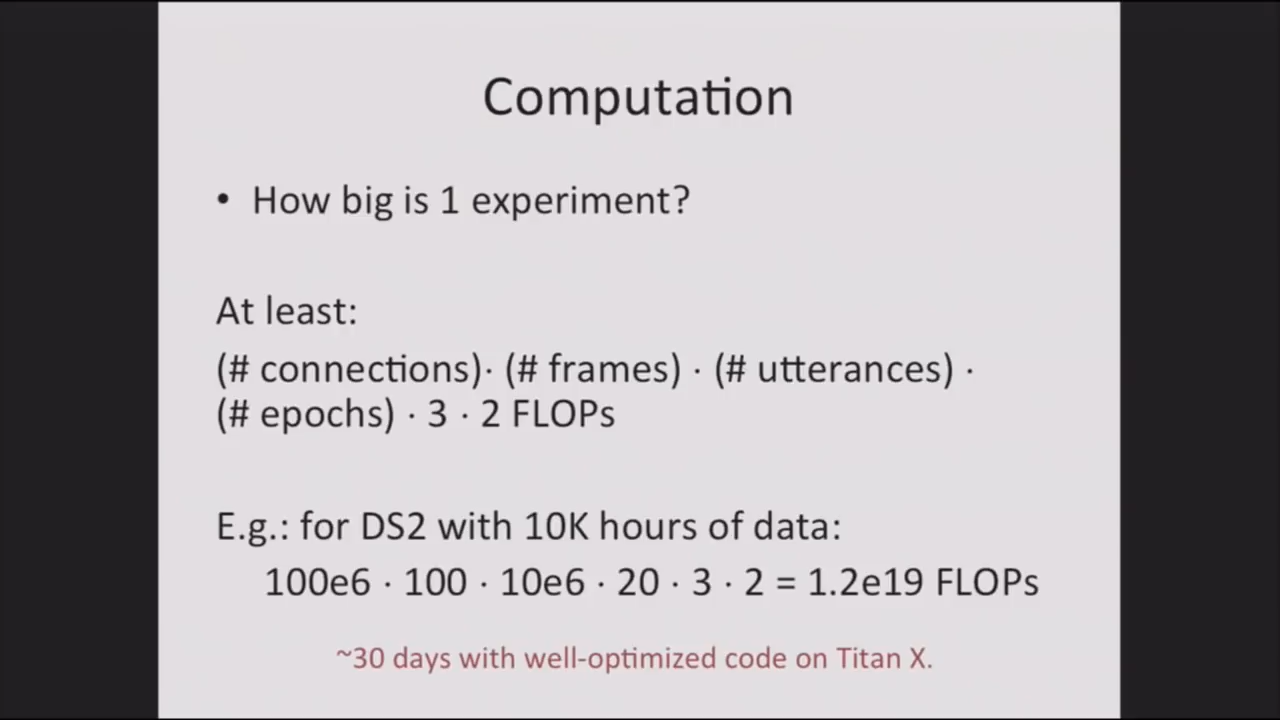 Computation
• How big is 1 experiment?
At least:
(# connections)· (# frames) · (# utterances) ·
(# epochs) · 3 · 2 FLOPs
E.g.: for DS2 with 10K hours of data:
100e6 · 100 · 10e6 · 20 · 3 · 2 = 1.2e19 FLOPs
~30 days with well-optimized code on Titan X.